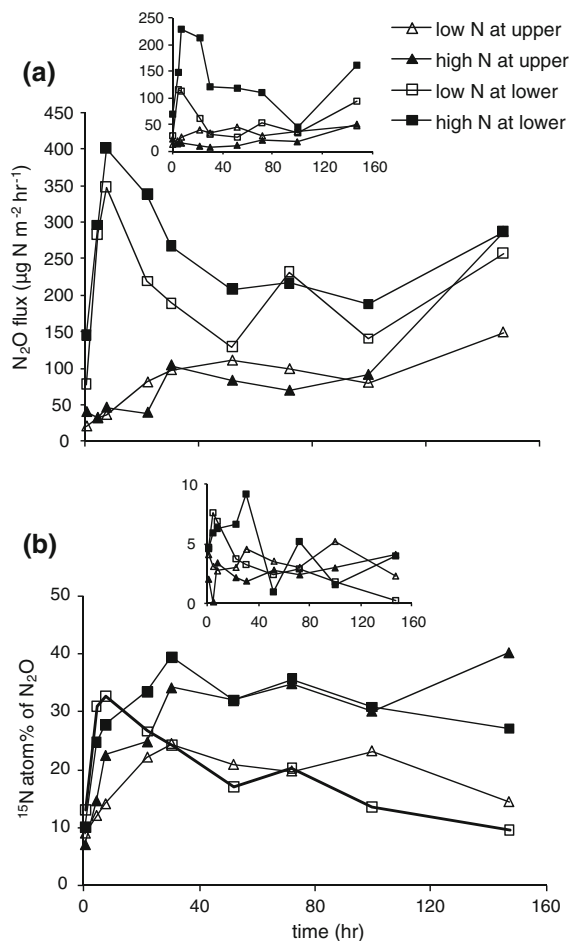 (a)
250
200
150
100
50
0
0 40 80 120 160
low N at upper
high N at upper
low N at lower
high N at lower
450
400
350
300
250
200
150
100
50
0
N₂O flux (µg N m⁻² hr⁻¹)
(b)
10
5
0
0 40 80 120 160
50
40
30
20
10
0
¹⁵N atom% of N₂O
0 40 80 120 160
time (hr)